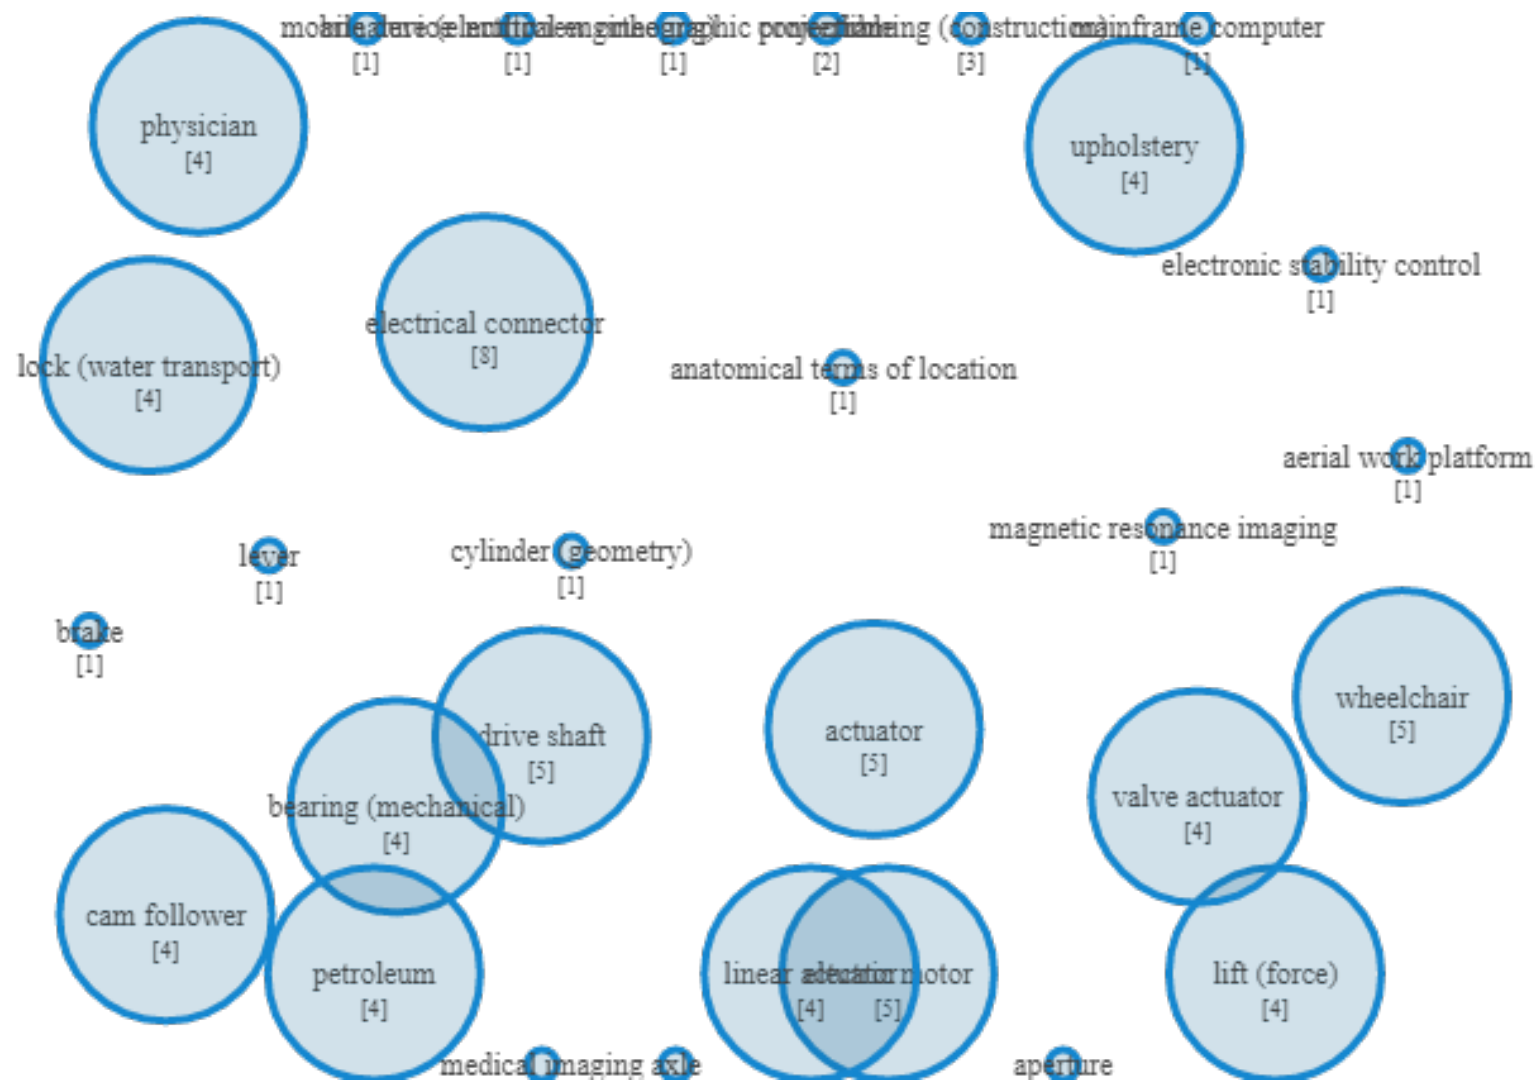 mainframe computer
[1]
[1]
[1]
[2]
[3]
[1]
physician
[4]
upholstery
[4]
electronic stability control
[1]
electrical connector
[8]
lock (water transport)
[4]
anatomical terms of location
[1]
aerial work platform
[1]
magnetic resonance imaging
[1]
lever
[1]
cylinder (geometry)
[1]
brake
[1]
wheelchair
[5]
drive shaft
[5]
actuator
[5]
valve actuator
[4]
bearing (mechanical)
[4]
cam follower
[4]
petroleum
[4]
linear actuator
[4]
electric motor
[5]
lift (force)
[4]
medical imaging
axle
aperture